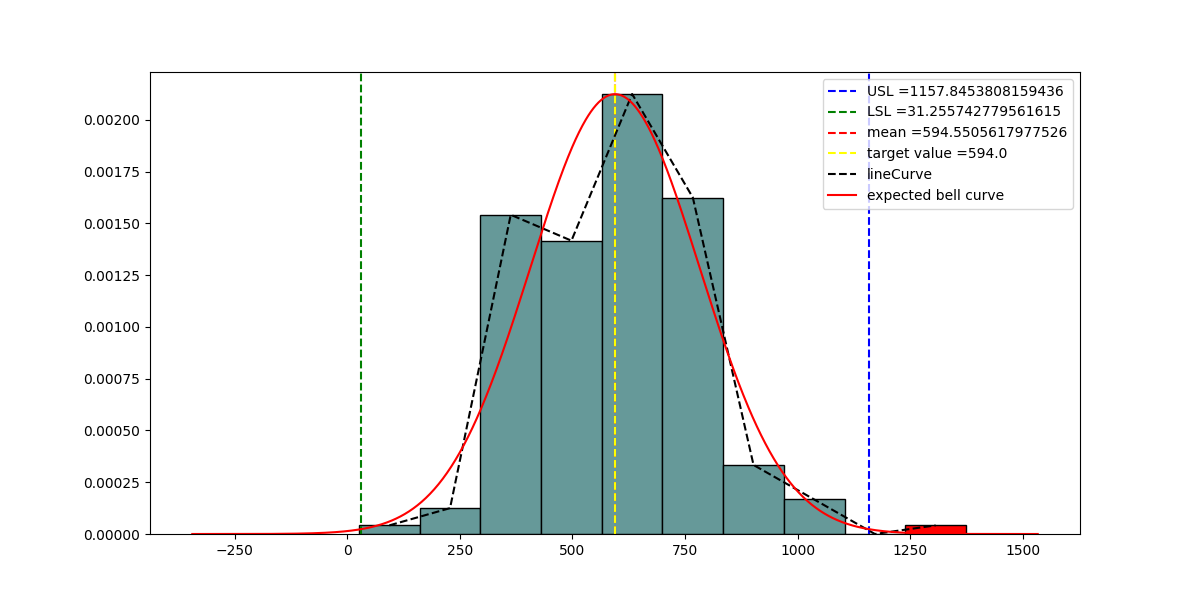 USL =1157.8453808159436
LSL =31.255742779561615
mean =594.5505617977526
target value =594.0
lineCurve
expected bell curve
0.00200
0.00175
0.00150
0.00125
0.00100
0.00075
0.00050
0.00025
0.00000
−250
0
250
500
750
1000
1250
1500